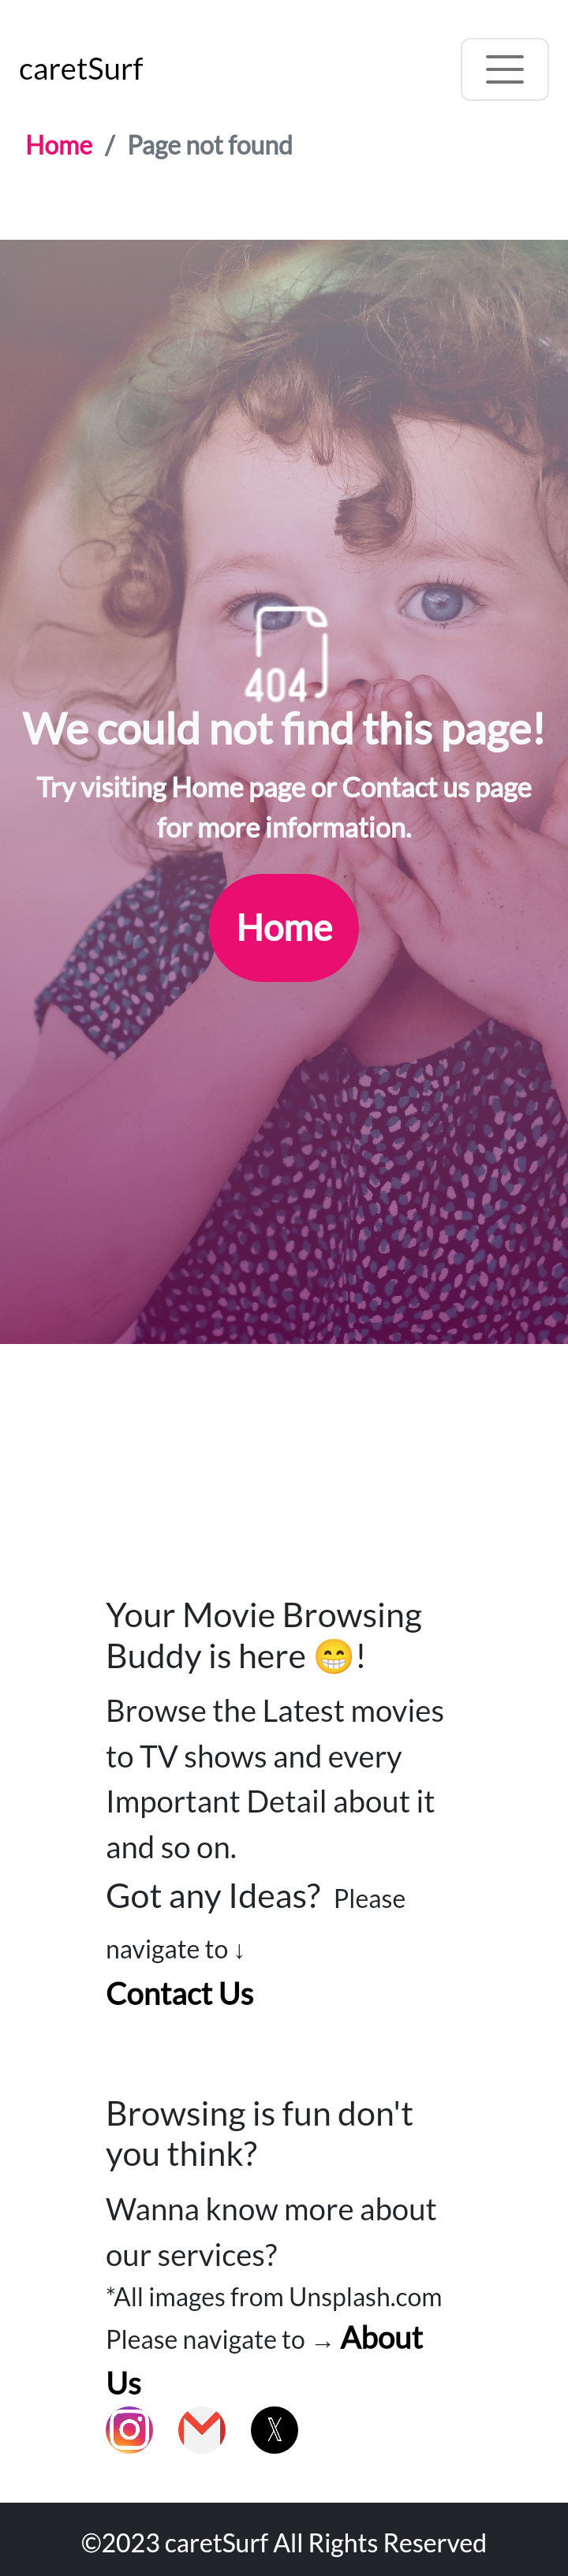 caretSurf
Home / Page not found
404
We could not find this page!
Try visiting Home page or Contact us page
for more information.
Home
Your Movie Browsing
Buddy is here 😁!
Browse the Latest movies
to TV shows and every
Important Detail about it
and so on.
Got any Ideas? Please
navigate to ↓
Contact Us
Browsing is fun don't
you think?
Wanna know more about
our services?
*All images from Unsplash.com
Please navigate to → About
Us
©2023 caretSurf All Rights Reserved